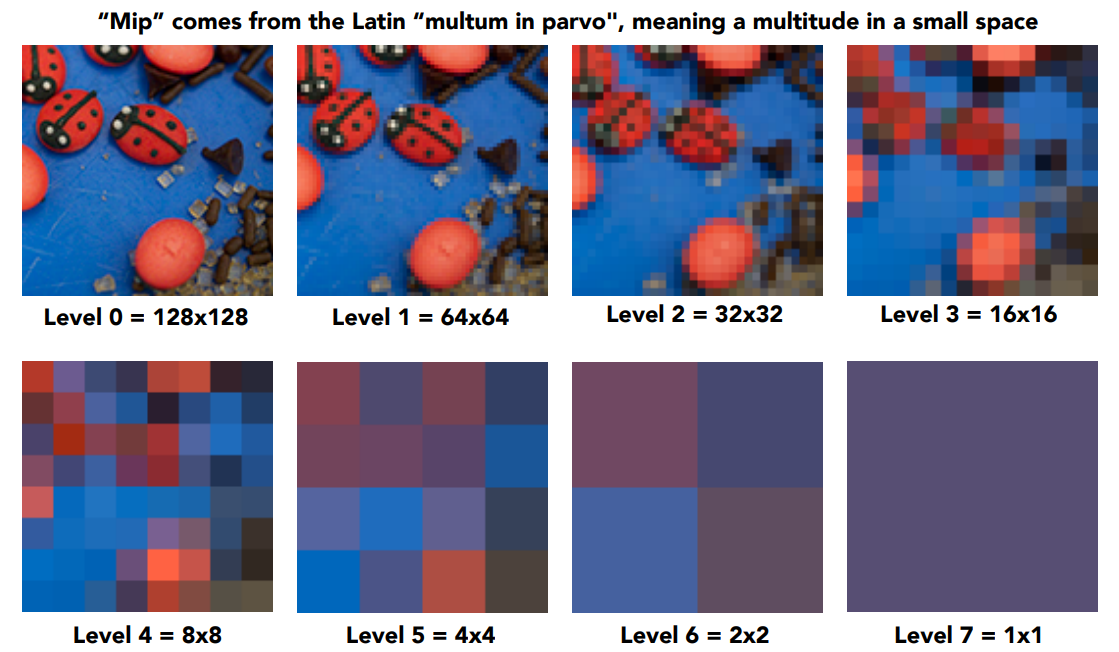 “Mip” comes from the Latin “multum in parvo", meaning a multitude in a small space
Level 0 = 128x128
Level 1 = 64x64
Level 2 = 32x32
Level 3 = 16x16
Level 4 = 8x8
Level 5 = 4x4
Level 6 = 2x2
Level 7 = 1x1